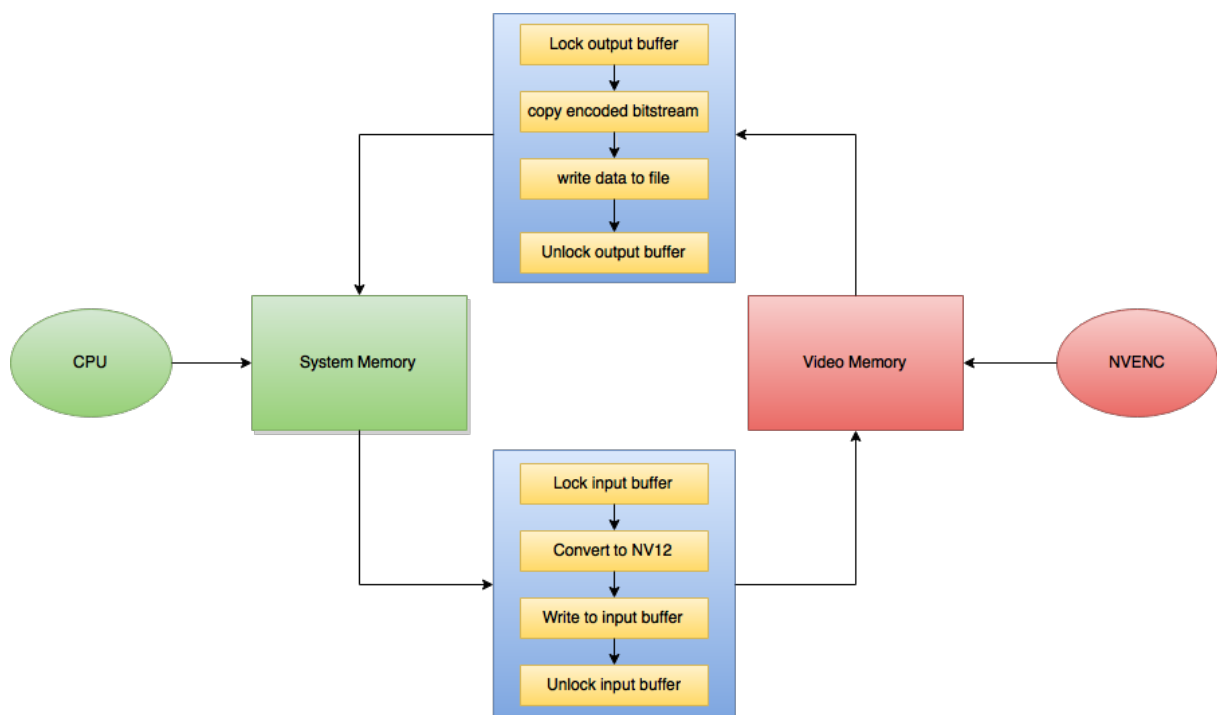 Lock output buffer
copy encoded bitstream
write data to file
Unlock output buffer
CPU
System Memory
Video Memory
NVENC
Lock input buffer
Convert to NV12
Write to input buffer
Unlock input buffer